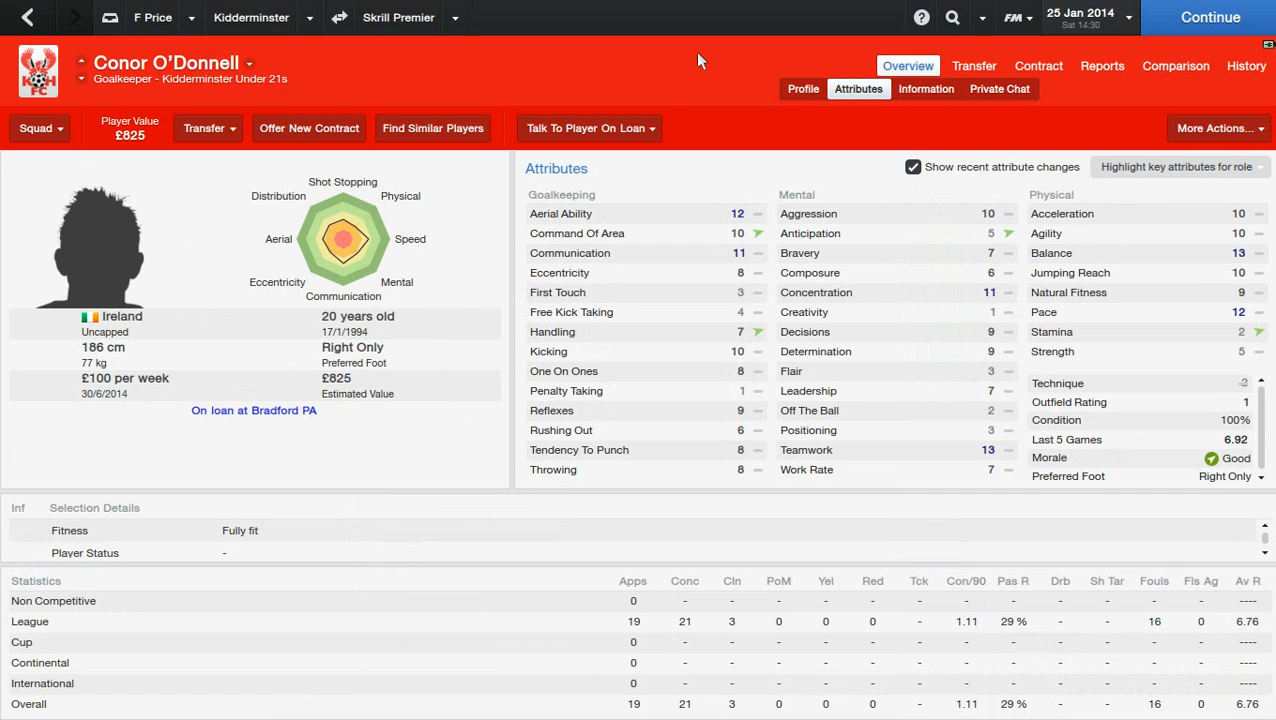 F Price Kidderminster Skrill Premier ? FM 25 Jan 2014 Continue
Sat 14:30
KHFC
Conor O'Donnell
Goalkeeper - Kidderminster Under 21s
Overview Transfer Contract Reports Comparison History
Profile Attributes Information Private Chat
Squad Player Value Transfer Offer New Contract Find Similar Players Talk To Player On Loan More Actions...
£825
Attributes Show recent attribute changes Highlight key attributes for role
Shot Stopping
Distribution Physical
Aerial Speed
Eccentricity Mental
Communication
Ireland 20 years old
Uncapped 17/1/1994
186 cm Right Only
77 kg Preferred Foot
£100 per week £825
30/6/2014 Estimated Value
On loan at Bradford PA
Goalkeeping Mental Physical
Aerial Ability 12 Aggression 10 Acceleration 10
Command Of Area 10 Anticipation 5 Agility 10
Communication 11 Bravery 7 Balance 13
Eccentricity 8 Composure 6 Jumping Reach 10
First Touch 3 Concentration 11 Natural Fitness 9
Free Kick Taking 4 Creativity 1 Pace 12
Handling 7 Decisions 9 Stamina 2
Kicking 10 Determination 9 Strength 5
One On Ones 8 Flair 3 Technique 2
Penalty Taking 1 Leadership 7 Outfield Rating 1
Reflexes 9 Off The Ball 2 Condition 100%
Rushing Out 6 Positioning 3 Last 5 Games 6.92
Tendency To Punch 8 Teamwork 13 Morale Good
Throwing 8 Work Rate 7 Preferred Foot Right Only
Inf Selection Details
Fitness Fully fit
Player Status -
Statistics Apps Conc Cln PoM Yel Red Tck Con/90 Pas R Drb Sh Tar Fouls Fls Ag Av R
Non Competitive 0 - - - - - - - - - - - - ----
League 19 21 3 0 0 0 - 1.11 29 % - - 16 0 6.76
Cup 0 - - - - - - - - - - - - ----
Continental 0 - - - - - - - - - - - - ----
International 0 - - - - - - - - - - - - ----
Overall 19 21 3 0 0 0 - 1.11 29 % - - 16 0 6.76